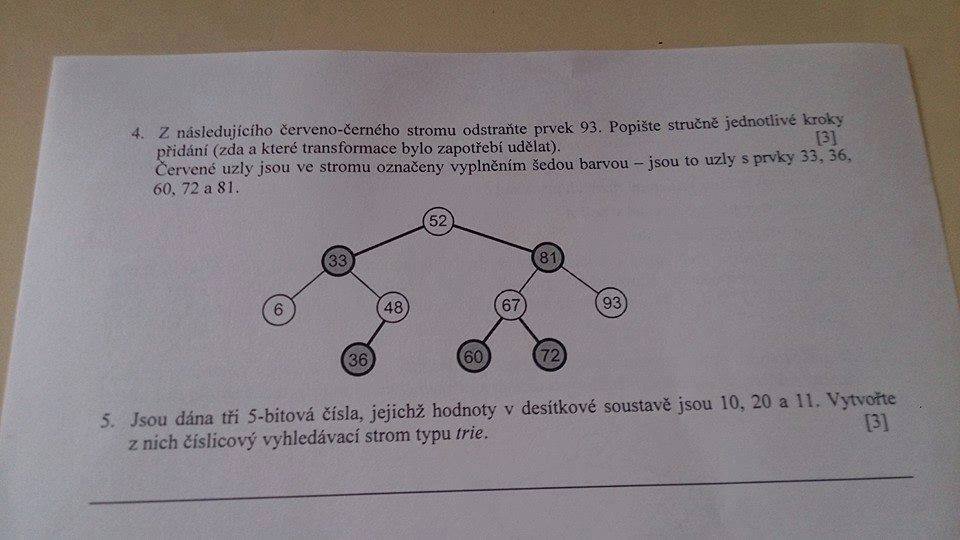 4. Z následujícího červeno-černého stromu odstraňte prvek 93. Popište stručně jednotlivé kroky
přidání (zda a které transformace bylo zapotřebí udělat). [3]
Červené uzly jsou ve stromu označeny vyplněním šedou barvou – jsou to uzly s prvky 33, 36,
60, 72 a 81.
52
33 81
6 48 67 93
36 60 72
5. Jsou dána tři 5-bitová čísla, jejichž hodnoty v desítkové soustavě jsou 10, 20 a 11. Vytvořte
z nich číslicový vyhledávací strom typu trie. [3]